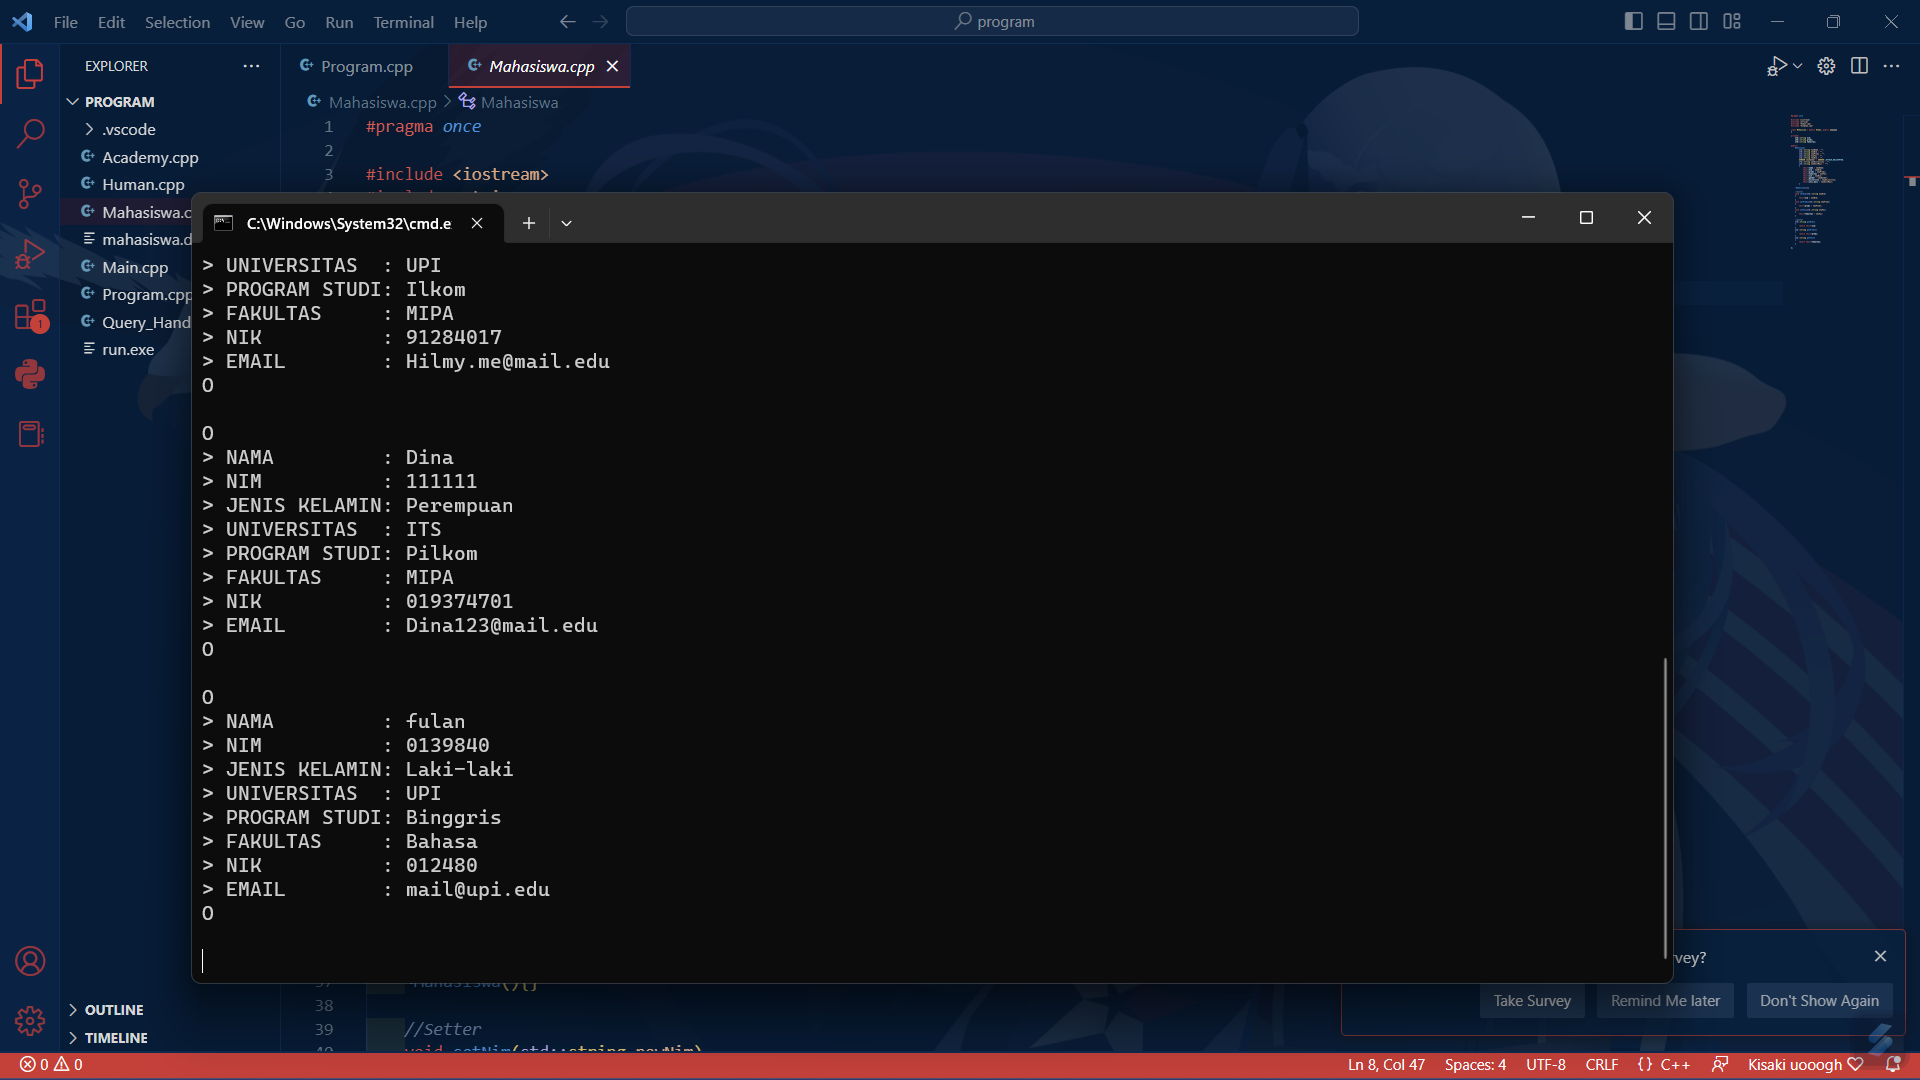 File Edit Selection View Go Run Terminal Help
program
EXPLORER
Program.cpp
Mahasiswa.cpp
PROGRAM
Mahasiswa.cpp > Mahasiswa
.vscode
Academy.cpp
Human.cpp
Mahasiswa.c
mahasiswa.d
Main.cpp
Program.cpp
Query_Hand
run.exe
1
1 #pragma once
2
3 #include <iostream>
C:\Windows\System32\cmd.e
> UNIVERSITAS : UPI
> PROGRAM STUDI: Ilkom
> FAKULTAS : MIPA
> NIK : 91284017
> EMAIL : Hilmy.me@mail.edu
O

O
> NAMA : Dina
> NIM : 111111
> JENIS KELAMIN: Perempuan
> UNIVERSITAS : ITS
> PROGRAM STUDI: Pilkom
> FAKULTAS : MIPA
> NIK : 019374701
> EMAIL : Dina123@mail.edu
O

O
> NAMA : fulan
> NIM : 0139840
> JENIS KELAMIN: Laki-laki
> UNIVERSITAS : UPI
> PROGRAM STUDI: Binggris
> FAKULTAS : Bahasa
> NIK : 012480
> EMAIL : mail@upi.edu
O
38
39 //Setter
vey?
Take Survey
Remind Me later
Don't Show Again
OUTLINE
TIMELINE
0 0
Ln 8, Col 47
Spaces: 4
UTF-8
CRLF
{} C++
Kisaki uooogh